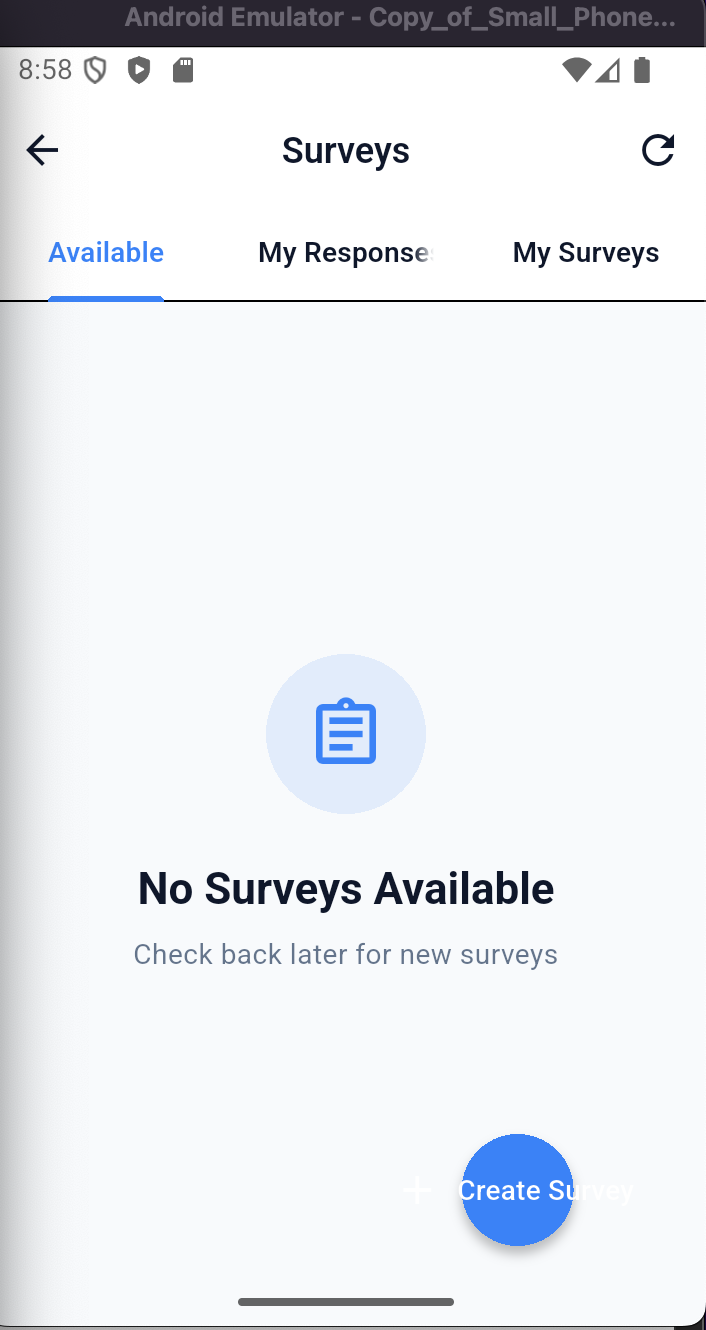 Android Emulator - Copy_of_Small_Phone...
8:58
Surveys
Available My Responses My Surveys
No Surveys Available
Check back later for new surveys
+ Create Survey